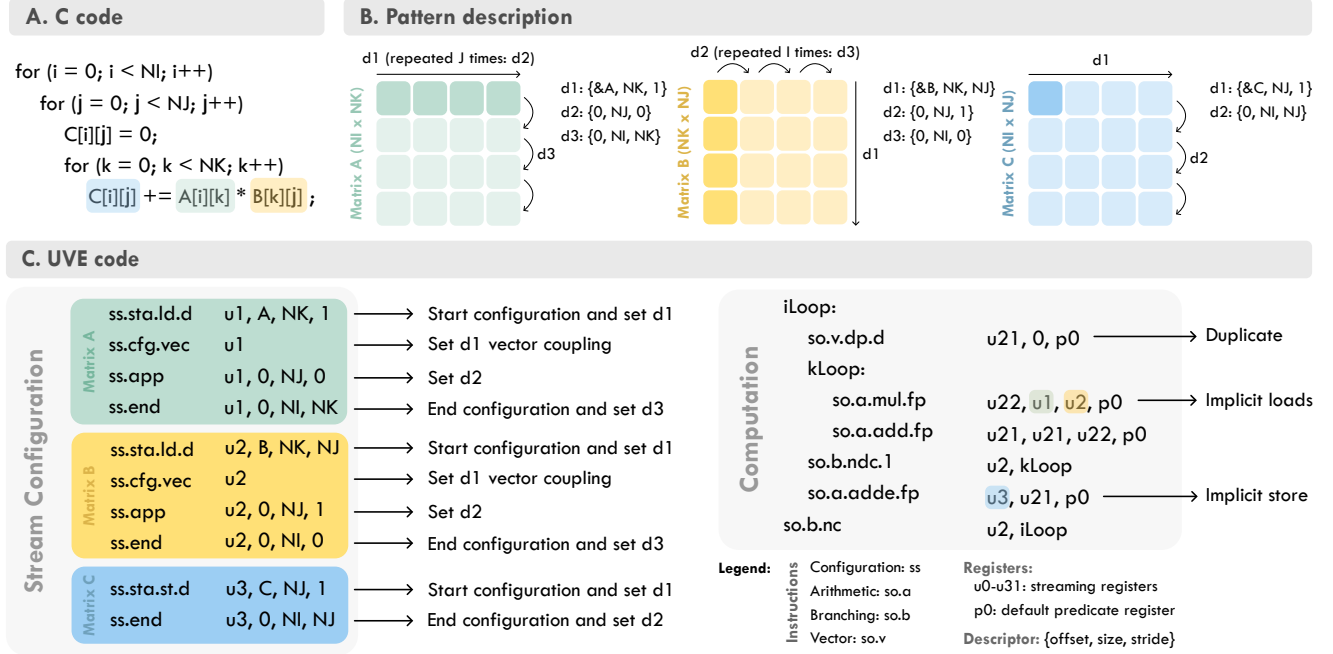 A. C code
for (i = 0; i < NI; i++)
for (j = 0; j < NJ; j++)
C[i][j] = 0;
for (k = 0; k < NK; k++)
C[i][j] += A[i][k] * B[k][j] ;
B. Pattern description
d1 (repeated J times: d2)
Matrix A (NI x NK)
d3
d1: {&A, NK, 1}
d2: {0, NJ, 0}
d3: {0, NI, NK}
d2 (repeated I times: d3)
Matrix B (NK x NJ)
d1
d1: {&B, NK, NJ}
d2: {0, NJ, 1}
d3: {0, NI, 0}
d1
Matrix C (NI x NJ)
d2
d1: {&C, NJ, 1}
d2: {0, NI, NJ}
C. UVE code
Stream Configuration
Matrix A
ss.sta.ld.d u1, A, NK, 1 Start configuration and set d1
ss.cfg.vec u1 Set d1 vector coupling
ss.app u1, 0, NJ, 0 Set d2
ss.end u1, 0, NI, NK End configuration and set d3
Matrix B
ss.sta.ld.d u2, B, NK, NJ Start configuration and set d1
ss.cfg.vec u2 Set d1 vector coupling
ss.app u2, 0, NJ, 1 Set d2
ss.end u2, 0, NI, 0 End configuration and set d3
Matrix C
ss.sta.st.d u3, C, NJ, 1 Start configuration and set d1
ss.end u3, 0, NI, NJ End configuration and set d2
Computation
iLoop:
so.v.dp.d u21, 0, p0 Duplicate
kLoop:
so.a.mul.fp u22, u1, u2, p0 Implicit loads
so.a.add.fp u21, u21, u22, p0
so.b.ndc.1 u2, kLoop
so.a.adde.fp u3, u21, p0 Implicit store
so.b.nc u2, iLoop
Legend:
Instructions
Configuration: ss
Arithmetic: so.a
Branching: so.b
Vector: so.v
Registers:
u0-u31: streaming registers
p0: default predicate register
Descriptor: {offset, size, stride}